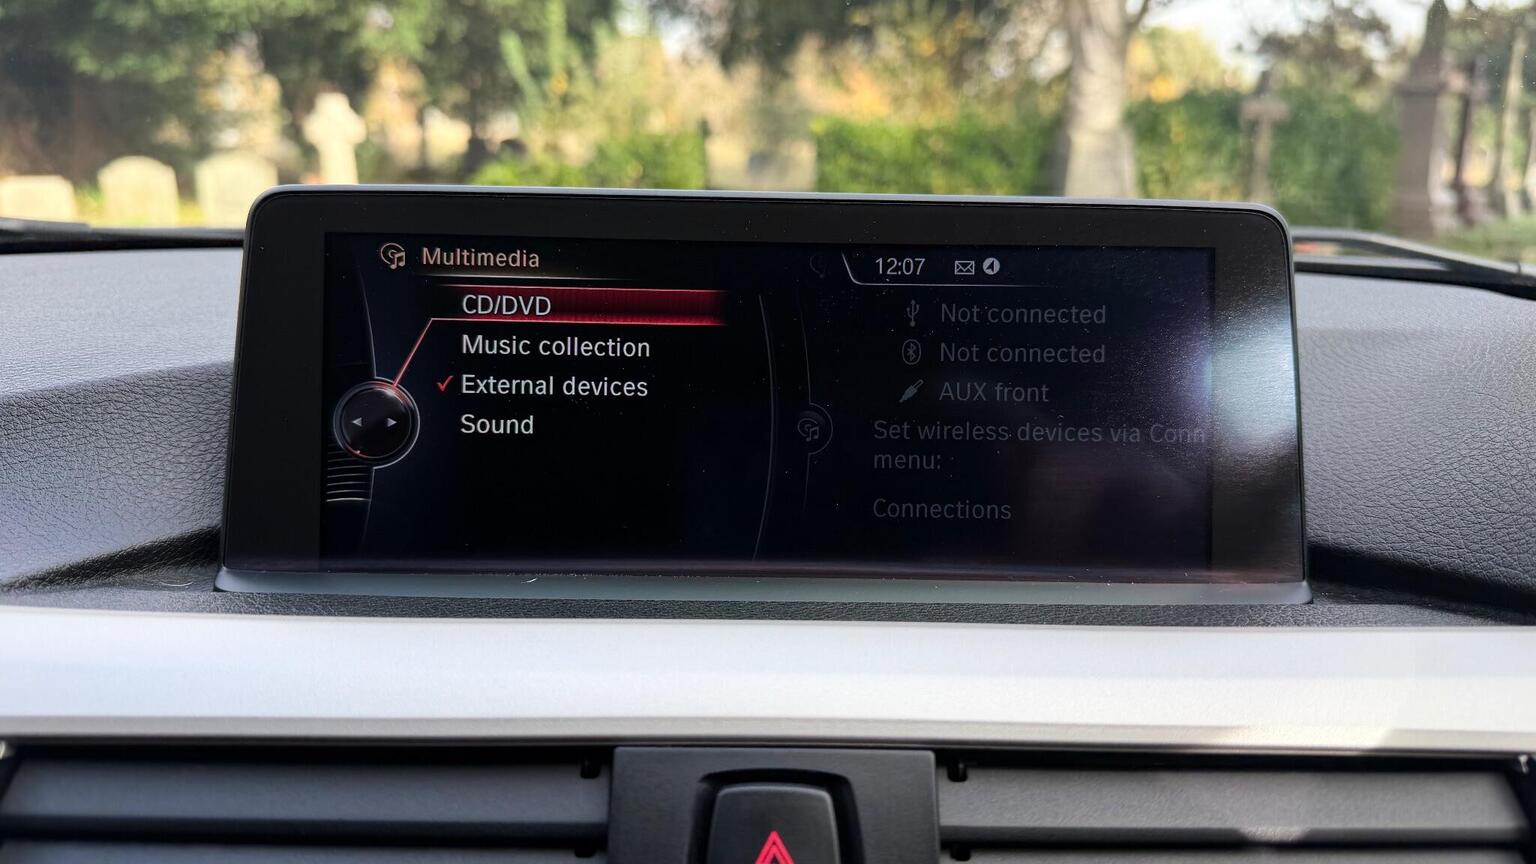 Multimedia
CD/DVD
Music collection
External devices
Sound
12:07
Not connected
Not connected
AUX front
Set wireless devices via Conn
menu:
Connections